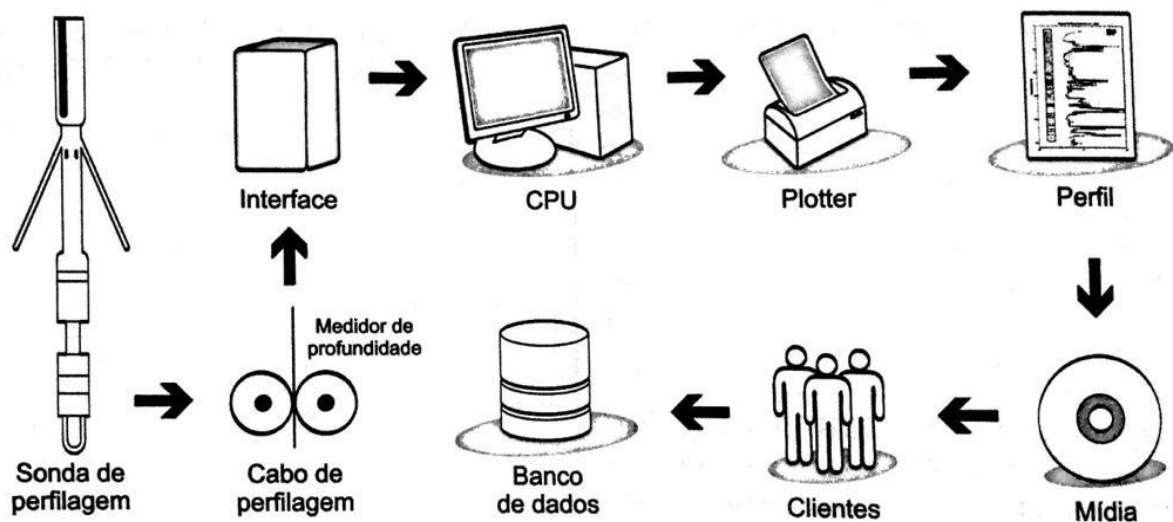 Interface
CPU
Plotter
Perfil
Medidor de
profundidade
Sonda de
perfilagem
Cabo de
perfilagem
Banco
de dados
Clientes
Mídia